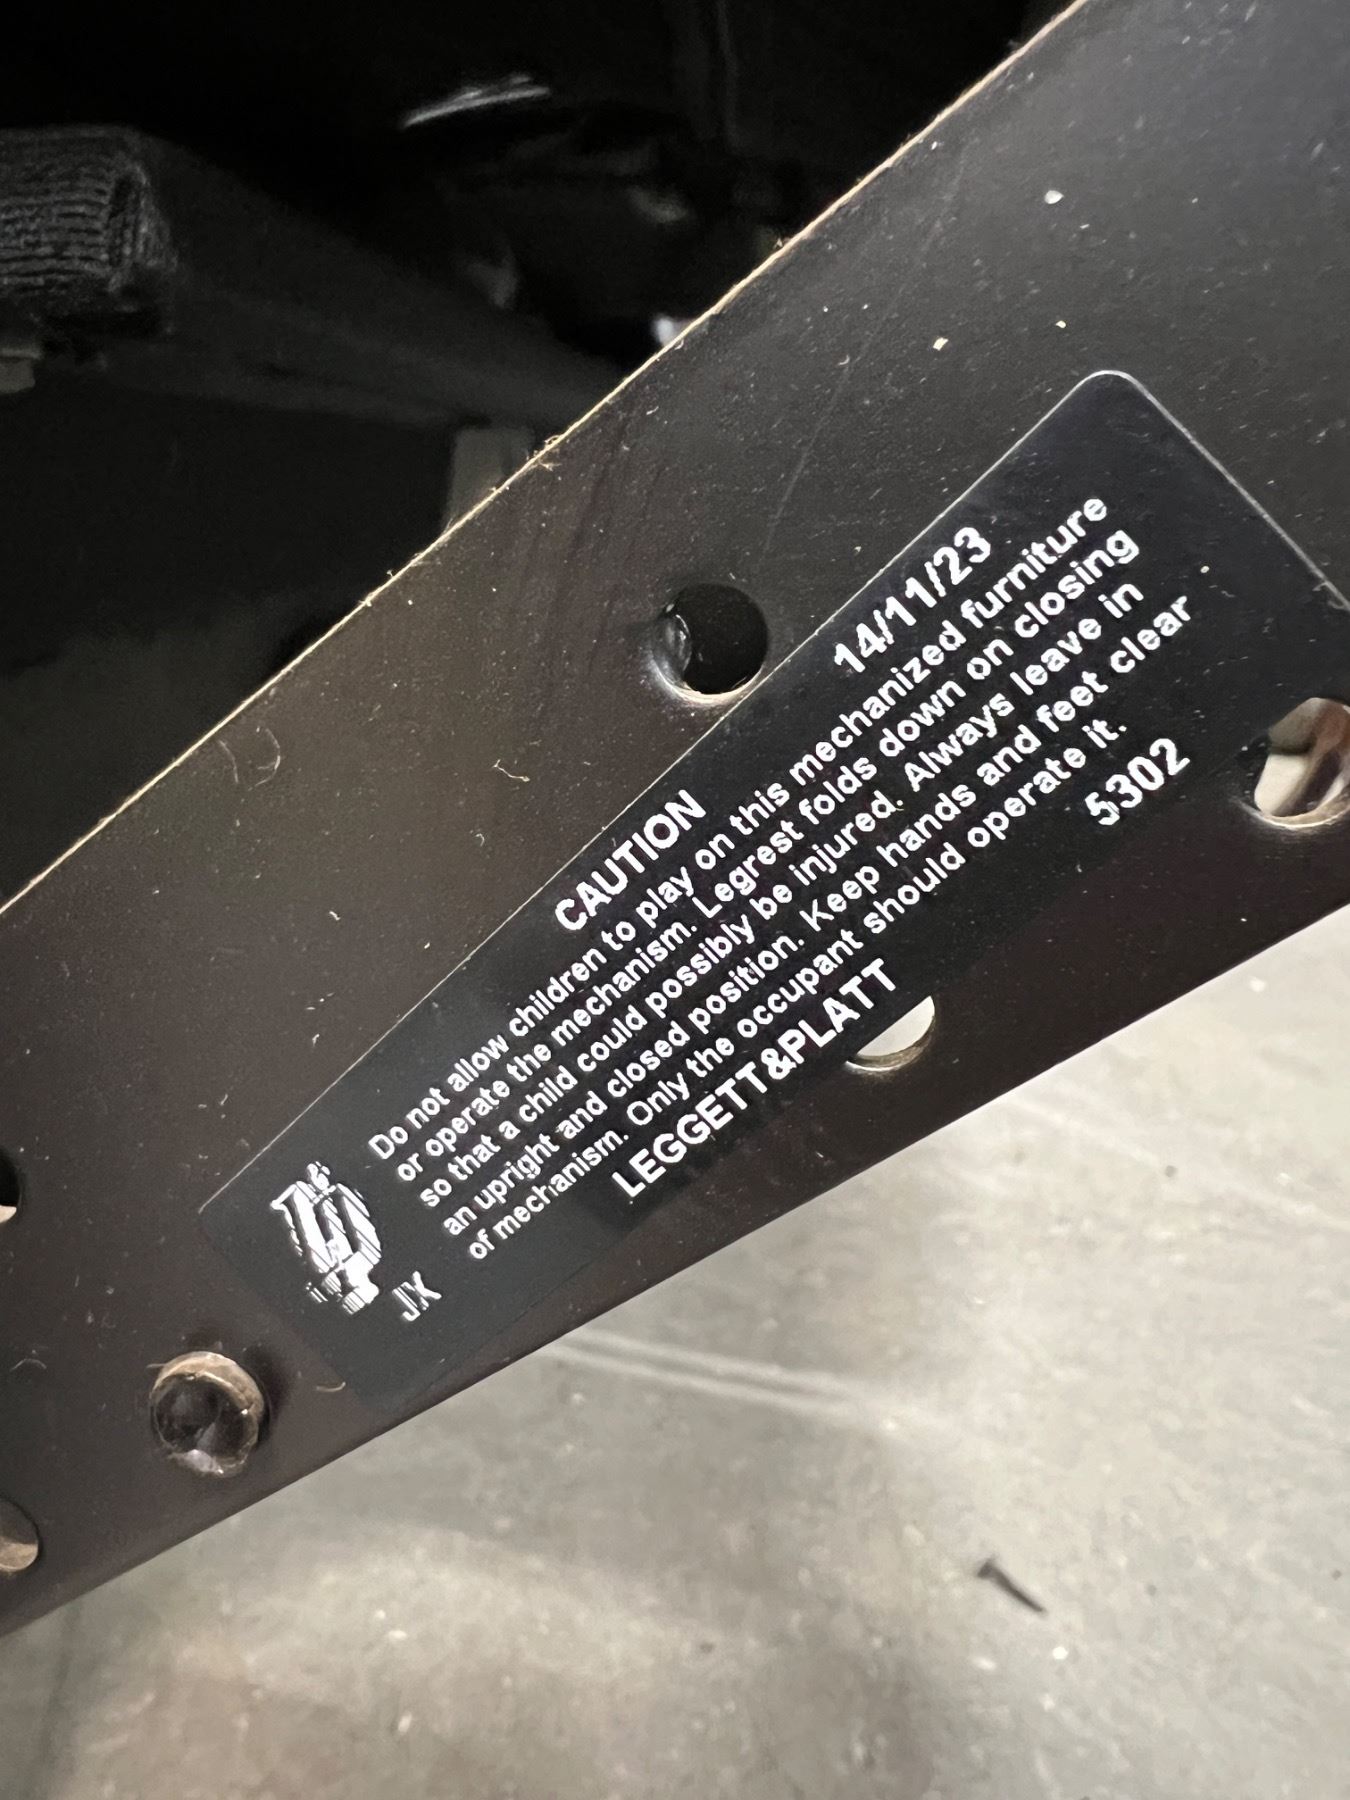 CAUTION 14/11/23
Do not allow children to play on this mechanized furniture
or operate the mechanism. Legrest folds down on closing
so that a child could possibly be injured. Always leave in
an upright and closed position. Keep hands and feet clear
of mechanism. Only the occupant should operate it.
JX LEGGETT&PLATT 5302